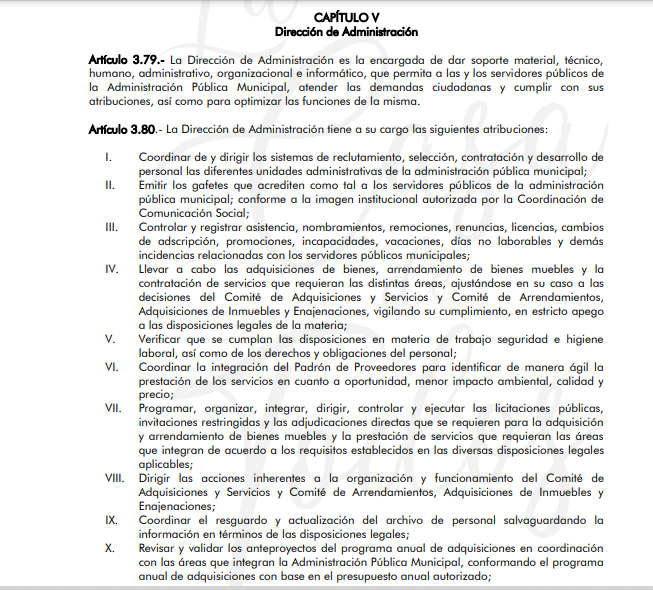 CAPÍTULO V
Dirección de Administración
Artículo 3.79.- La Dirección de Administración es la encargada de dar soporte material, técnico,
humano, administrativo, organizacional e informático, que permita a las y los servidores públicos de
la Administración Pública Municipal, atender las demandas ciudadanas y cumplir con sus
atribuciones, así como para optimizar las funciones de la misma.
Artículo 3.80.- La Dirección de Administración tiene a su cargo las siguientes atribuciones:
I. Coordinar de y dirigir los sistemas de reclutamiento, selección, contratación y desarrollo de
personal las diferentes unidades administrativas de la administración pública municipal;
II. Emitir los gafetes que acrediten como tal a los servidores públicos de la administración
pública municipal; conforme a la imagen institucional autorizada por la Coordinación de
Comunicación Social;
III. Controlar y registrar asistencia, nombramientos, remociones, renuncias, licencias, cambios
de adscripción, promociones, incapacidades, vacaciones, días no laborables y demás
incidencias relacionadas con los servidores públicos municipales;
IV. Llevar a cabo las adquisiciones de bienes, arrendamiento de bienes muebles y la
contratación de servicios que requieran las distintas áreas, ajustándose en su caso a las
decisiones del Comité de Adquisiciones y Servicios y Comité de Arrendamientos,
Adquisiciones de Inmuebles y Enajenaciones, vigilando su cumplimiento, en estricto apego
a las disposiciones legales de la materia;
V. Verificar que se cumplan las disposiciones en materia de trabajo seguridad e higiene
laboral, así como de los derechos y obligaciones del personal;
VI. Coordinar la integración del Padrón de Proveedores para identificar de manera ágil la
prestación de los servicios en cuanto a oportunidad, menor impacto ambiental, calidad y
precio;
VII. Programar, organizar, integrar, dirigir, controlar y ejecutar las licitaciones públicas,
invitaciones restringidas y las adjudicaciones directas que se requieren para la adquisición
y arrendamiento de bienes muebles y la prestación de servicios que requieran las áreas
que integran de acuerdo a los requisitos establecidos en las diversas disposiciones legales
aplicables;
VIII. Dirigir las acciones inherentes a la organización y funcionamiento del Comité de
Adquisiciones y Servicios y Comité de Arrendamientos, Adquisiciones de Inmuebles y
Enajenaciones;
IX. Coordinar el resguardo y actualización del archivo de personal salvaguardando la
información en términos de las disposiciones legales;
X. Revisar y validar los anteproyectos del programa anual de adquisiciones en coordinación
con las áreas que integran la Administración Pública Municipal, conformando el programa
anual de adquisiciones con base en el presupuesto anual autorizado;